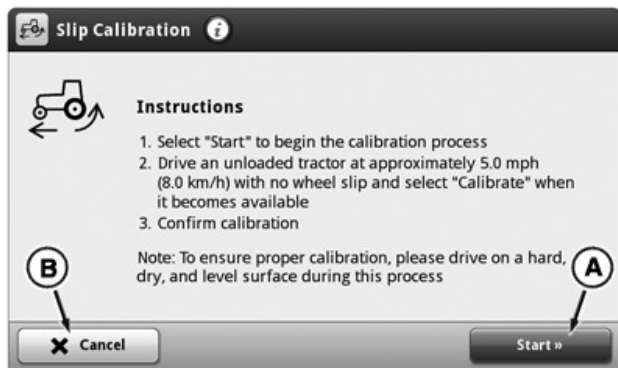 Slip Calibration i
Instructions
1. Select "Start" to begin the calibration process
2. Drive an unloaded tractor at approximately 5.0 mph
(8.0 km/h) with no wheel slip and select "Calibrate" when
it becomes available
3. Confirm calibration
Note: To ensure proper calibration, please drive on a hard,
dry, and level surface during this process
B
A
Cancel
Start »